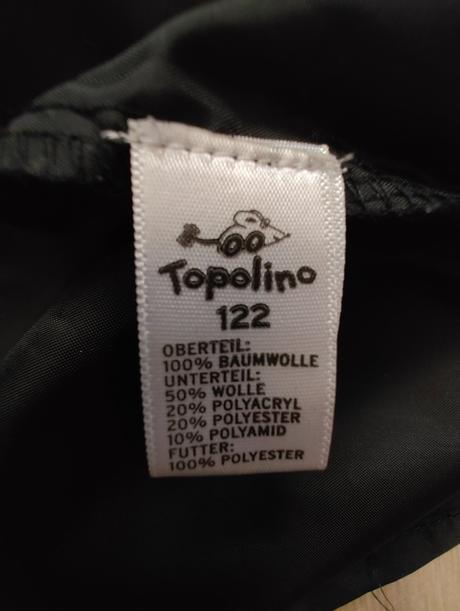 Topolino
122
OBERTEIL:
100% BAUMWOLLE
UNTERTEIL:
50% WOLLE
20% POLYACRYL
20% POLYESTER
10% POLYAMID
FUTTER:
100% POLYESTER